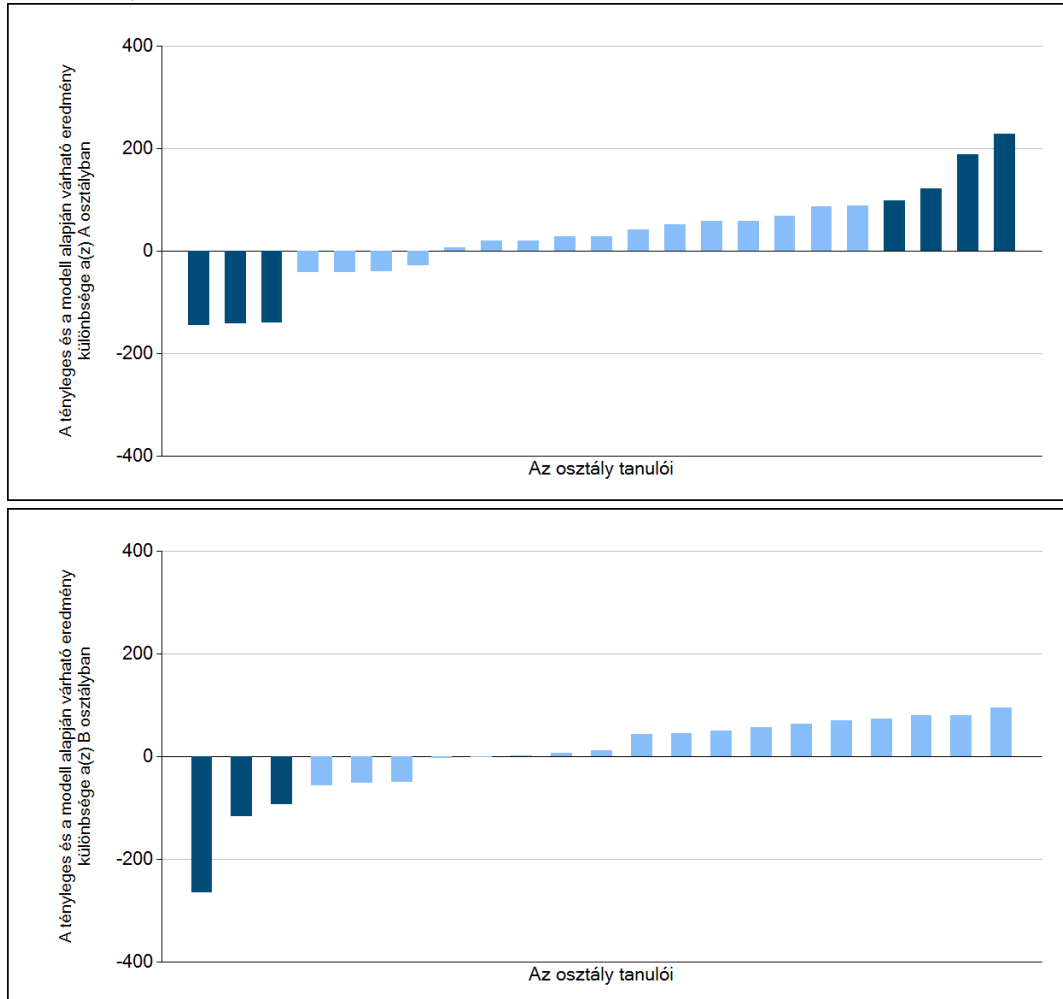 A tényleges és a modell alapján várható eredmény
különbsége a(z) A osztályban
400
200
0
-200
-400
Az osztály tanulói
A tényleges és a modell alapján várható eredmény
különbsége a(z) B osztályban
400
200
0
-200
-400
Az osztály tanulói